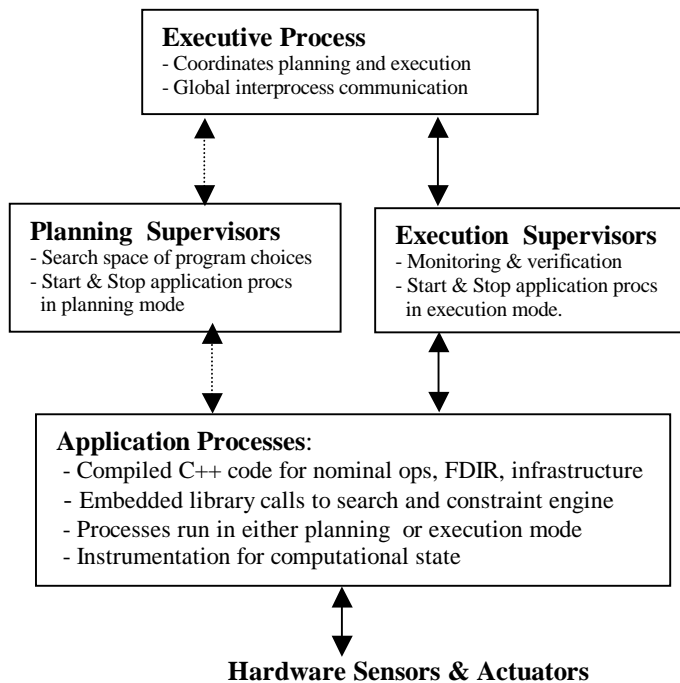 Executive Process
- Coordinates planning and execution
- Global interprocess communication
Planning Supervisors
- Search space of program choices
- Start & Stop application procs
in planning mode
Execution Supervisors
- Monitoring & verification
- Start & Stop application procs
in execution mode.
Application Processes:
- Compiled C++ code for nominal ops, FDIR, infrastructure
- Embedded library calls to search and constraint engine
- Processes run in either planning or execution mode
- Instrumentation for computational state
Hardware Sensors & Actuators